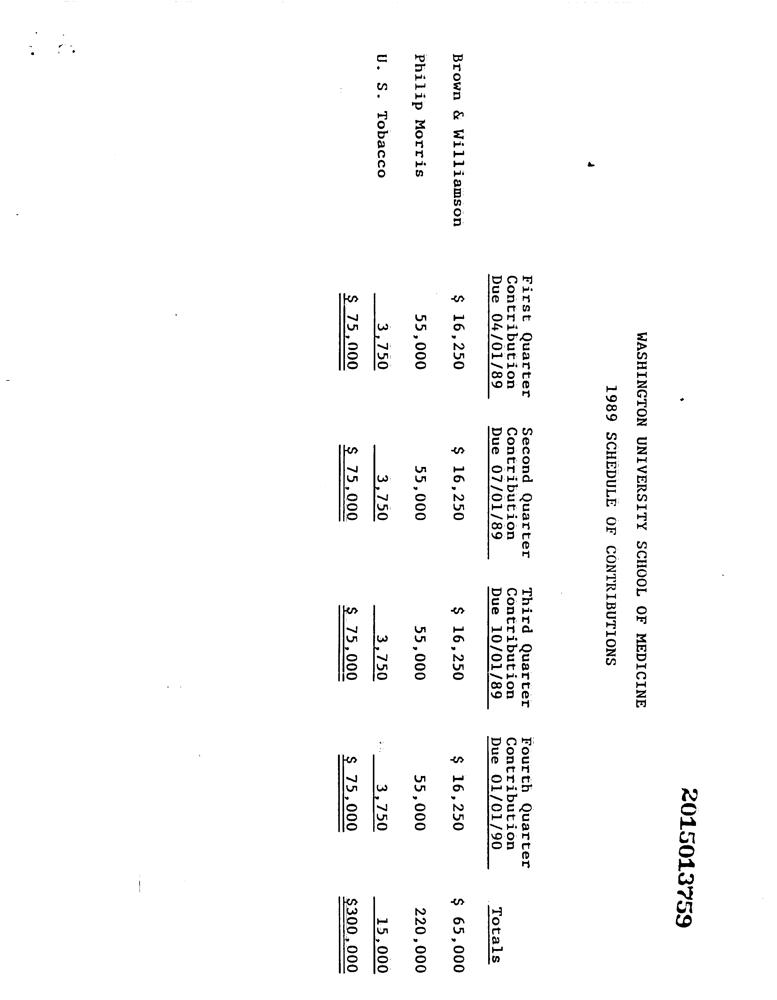 2015013759
WASHINGTON UNIVERSITY SCHOOL OF MEDICINE
1989 SCHEDULE OF CONTRIBUTIONS
First Quarter Second Quarter Third Quarter Fourth Quarter
Contribution Contribution Contribution Contribution
Due 04/01/89 Due 07/01/89 Due 10/01/89 Due 01/01/90 Totals
Brown & Williamson $ 16,250 $ 16,250 $ 16,250 $ 16,250 $ 65,000
Philip Morris 55,000 55,000 55,000 55,000 220,000
U. S. Tobacco 3,750 3,750 3,750 3,750 15,000
$ 75,000 $ 75,000 $ 75,000 $ 75,000 $300,000